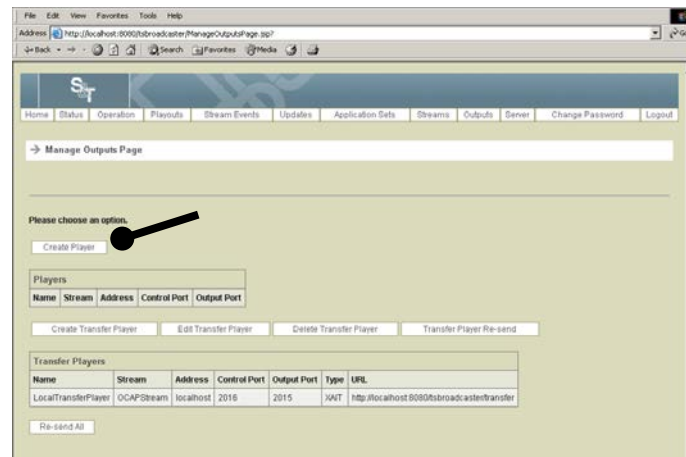 File Edit View Favorites Tools Help
Address http://localhost:8080/tsbroadcaster/ManageOutputsPage.jsp?
Back Search Favorites Media
S&T
Home Status Operation Playouts Stream Events Updates Application Sets Streams Outputs Server Change Password Logout
Manage Outputs Page
Please choose an option.
Create Player
Players
Name Stream Address Control Port Output Port
Create Transfer Player Edit Transfer Player Delete Transfer Player Transfer Player Re-send
Transfer Players
Name Stream Address Control Port Output Port Type URL
LocalTransferPlayer OCAPStream localhost 2016 2015 XAIT http://localhost:8080/tsbroadcaster/transfer
Re-send All